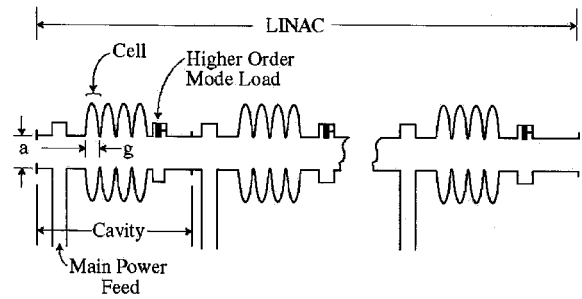 LINAC
Cell
Higher Order
Mode Load
a
g
Cavity
Main Power
Feed